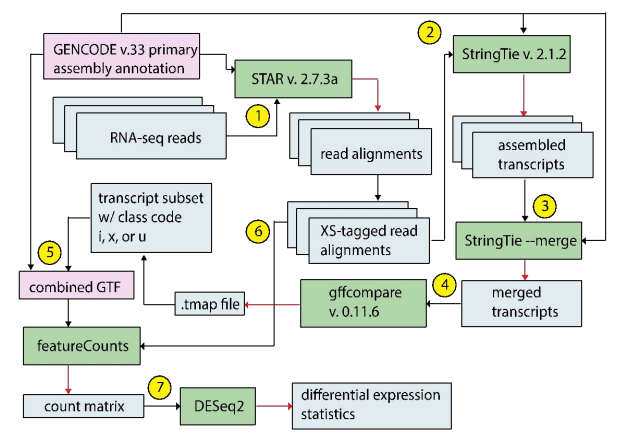 GENCODE v.33 primary
assembly annotation
2
StringTie v. 2.1.2
STAR v. 2.7.3a
1
RNA-seq reads
read alignments
assembled
transcripts
transcript subset
w/ class code
i, x, or u
6
XS-tagged read
alignments
3
StringTie --merge
5
combined GTF
.tmap file
gffcompare
v. 0.11.6
4
merged
transcripts
featureCounts
7
count matrix
DESeq2
differential expression
statistics